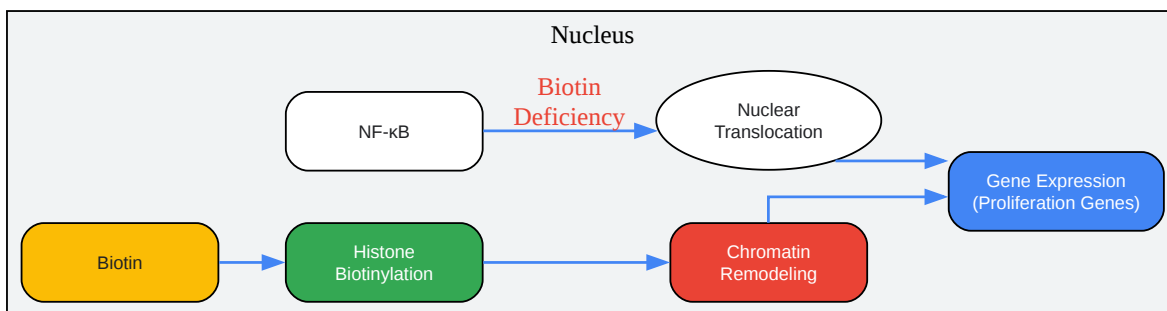 Nucleus
Biotin
Deficiency
NF-κB
Nuclear
Translocation
Gene Expression
(Proliferation Genes)
Biotin
Histone
Biotinylation
Chromatin
Remodeling